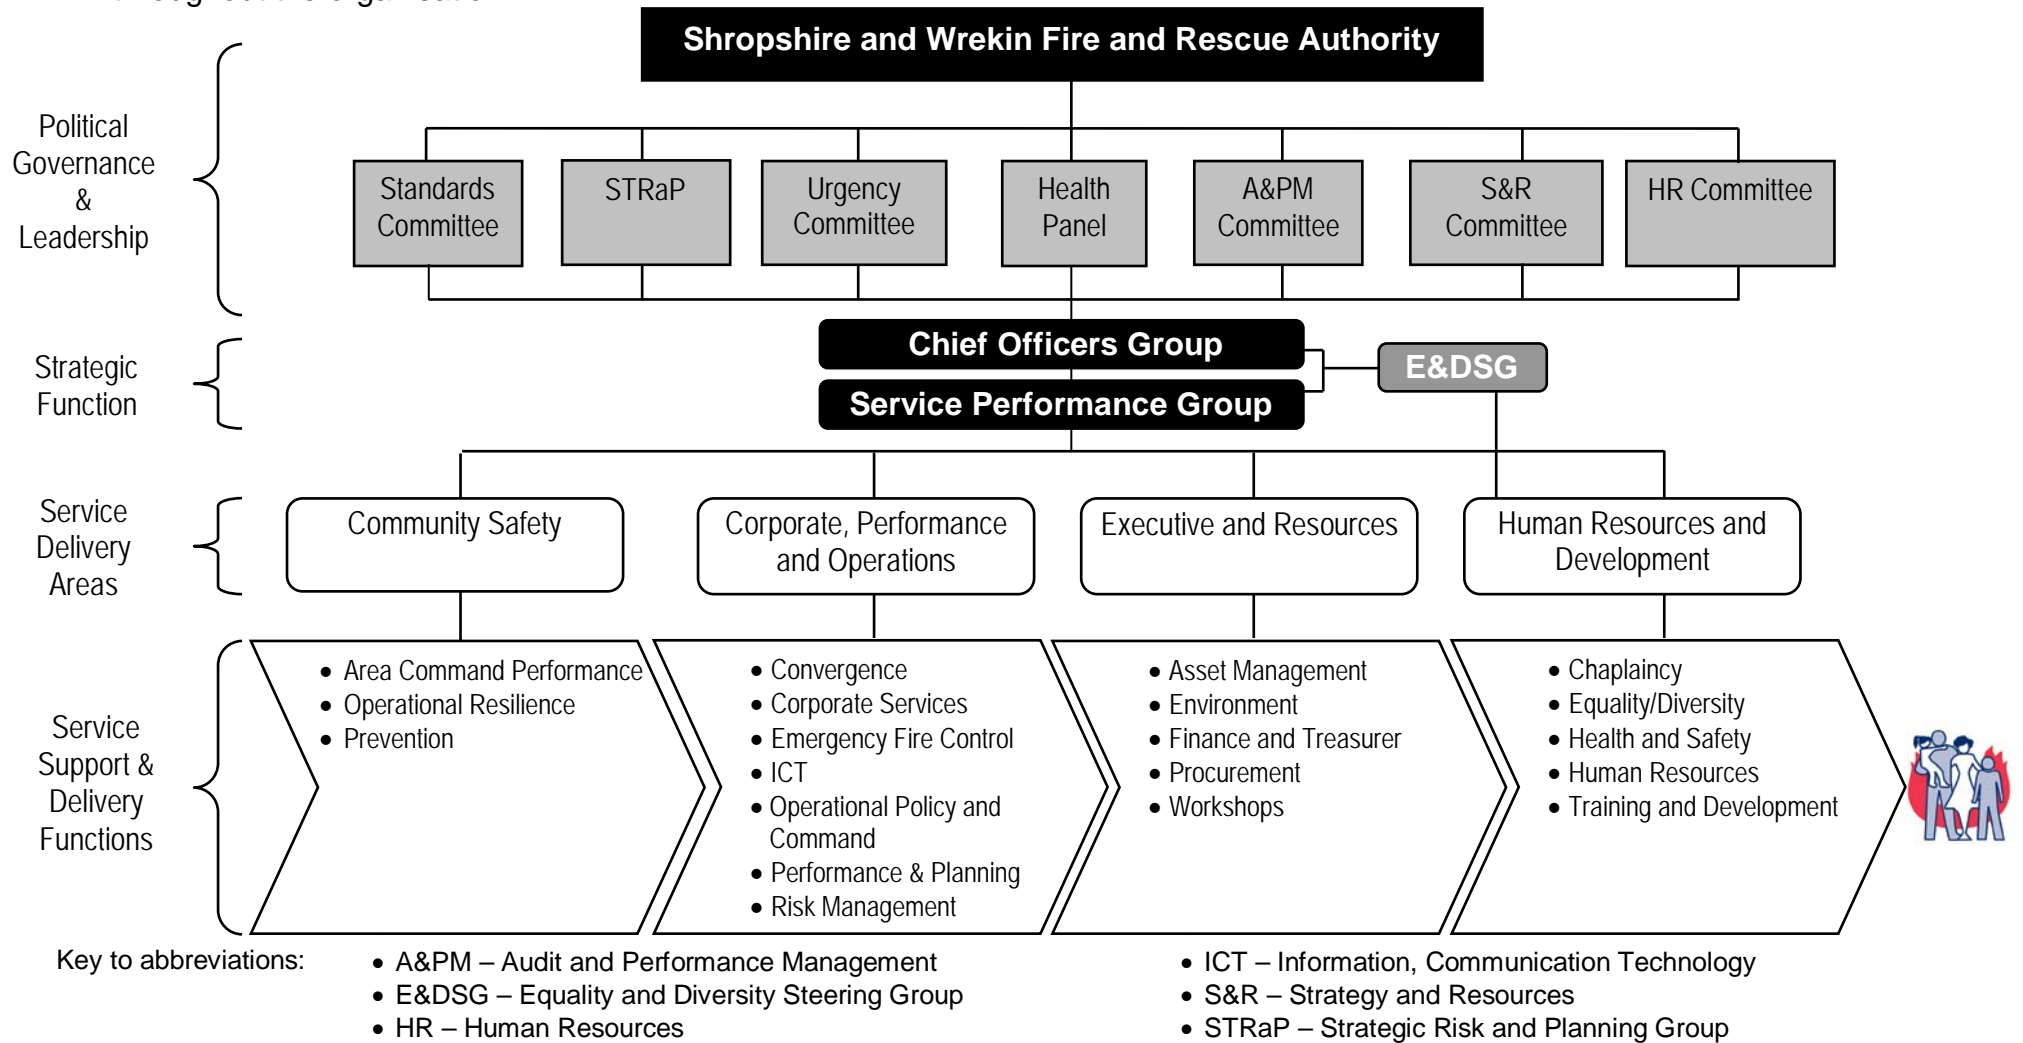 Shropshire and Wrekin Fire and Rescue Authority
Political
Governance
&
Leadership
Standards
Committee
STRaP
Urgency
Committee
Health
Panel
A&PM
Committee
S&R
Committee
HR Committee
Strategic
Function
Chief Officers Group
Service Performance Group
E&DSG
Service
Delivery
Areas
Community Safety
Corporate, Performance
and Operations
Executive and Resources
Human Resources and
Development
Service
Support &
Delivery
Functions
• Area Command Performance
• Operational Resilience
• Prevention
• Convergence
• Corporate Services
• Emergency Fire Control
• ICT
• Operational Policy and
Command
• Performance & Planning
• Risk Management
• Asset Management
• Environment
• Finance and Treasurer
• Procurement
• Workshops
• Chaplaincy
• Equality/Diversity
• Health and Safety
• Human Resources
• Training and Development
Key to abbreviations:
• A&PM – Audit and Performance Management
• E&DSG – Equality and Diversity Steering Group
• HR – Human Resources
• ICT – Information, Communication Technology
• S&R – Strategy and Resources
• STRaP – Strategic Risk and Planning Group